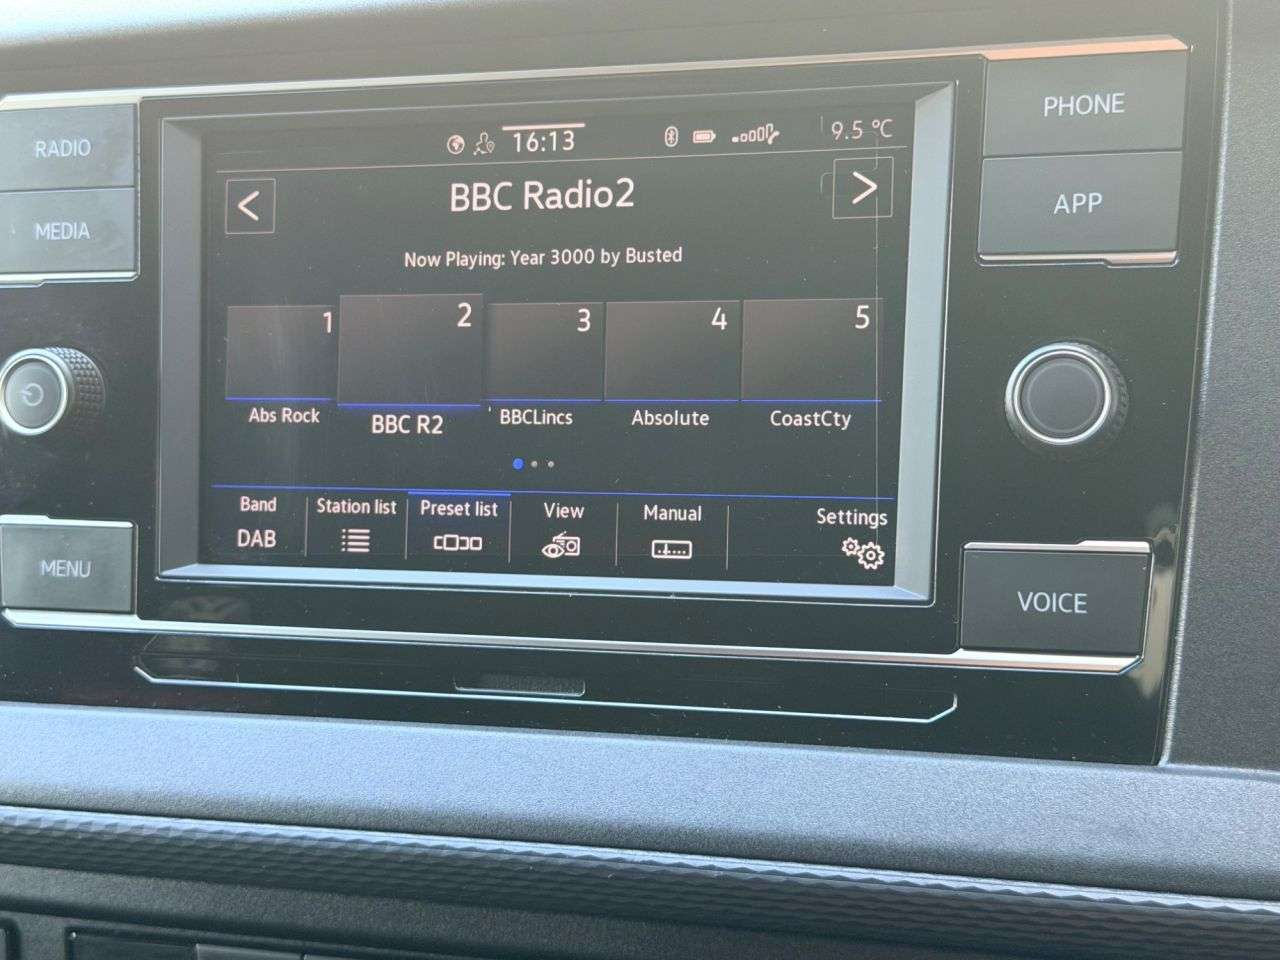 RADIO
MEDIA
MENU
16:13
9.5 °C
<
BBC Radio2
>
Now Playing: Year 3000 by Busted
1
2
3
4
5
Abs Rock
BBC R2
BBCLincs
Absolute
CoastCty
Band
DAB
Station list
Preset list
View
Manual
Settings
PHONE
APP
VOICE